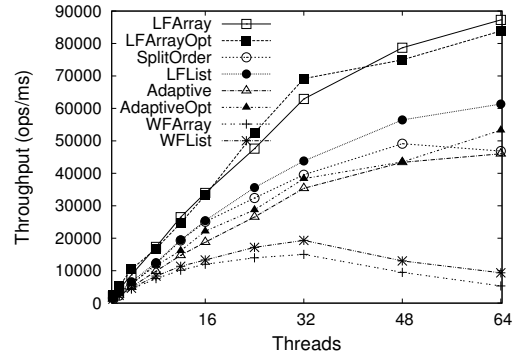 90000
80000
70000
60000
50000
40000
30000
20000
10000
0
Throughput (ops/ms)
LFArray
LFArrayOpt
SplitOrder
LFList
Adaptive
AdaptiveOpt
WFArray
WFList
16 32 48 64
Threads